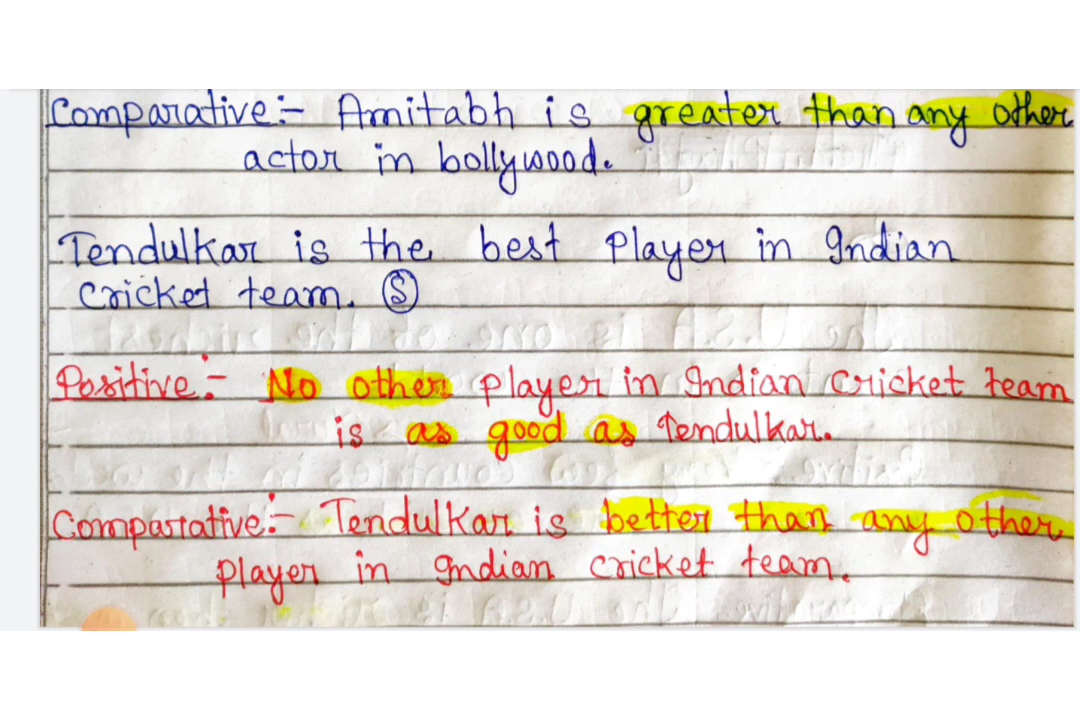 Comparative:- Amitabh is greater than any other
actor in bollywood.
Tendulkar is the best Player in Indian
Cricket team. Ⓢ
Positive:- No other player in Indian Cricket team
is as good as Tendulkar.
Comparative:- Tendulkar is better than any other
player in Indian cricket team.